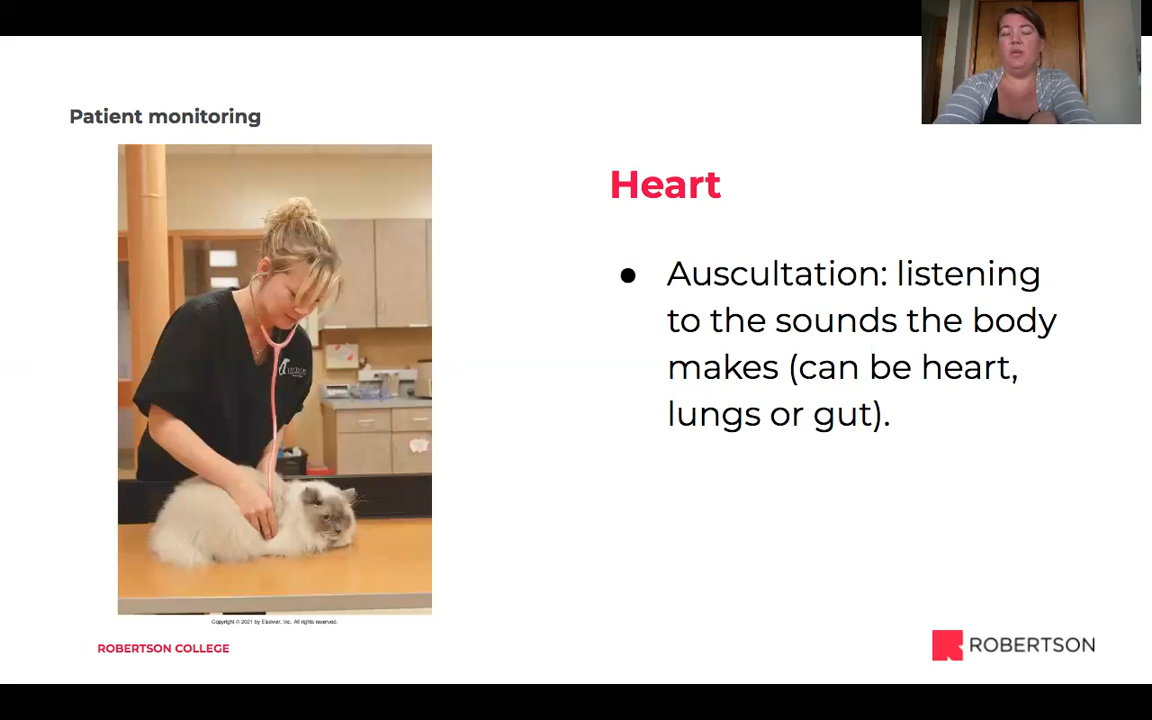 Patient monitoring
Heart
● Auscultation: listening
to the sounds the body
makes (can be heart,
lungs or gut).
Copyright © 2021 by Elsevier, Inc. All rights reserved.
ROBERTSON COLLEGE
ROBERTSON